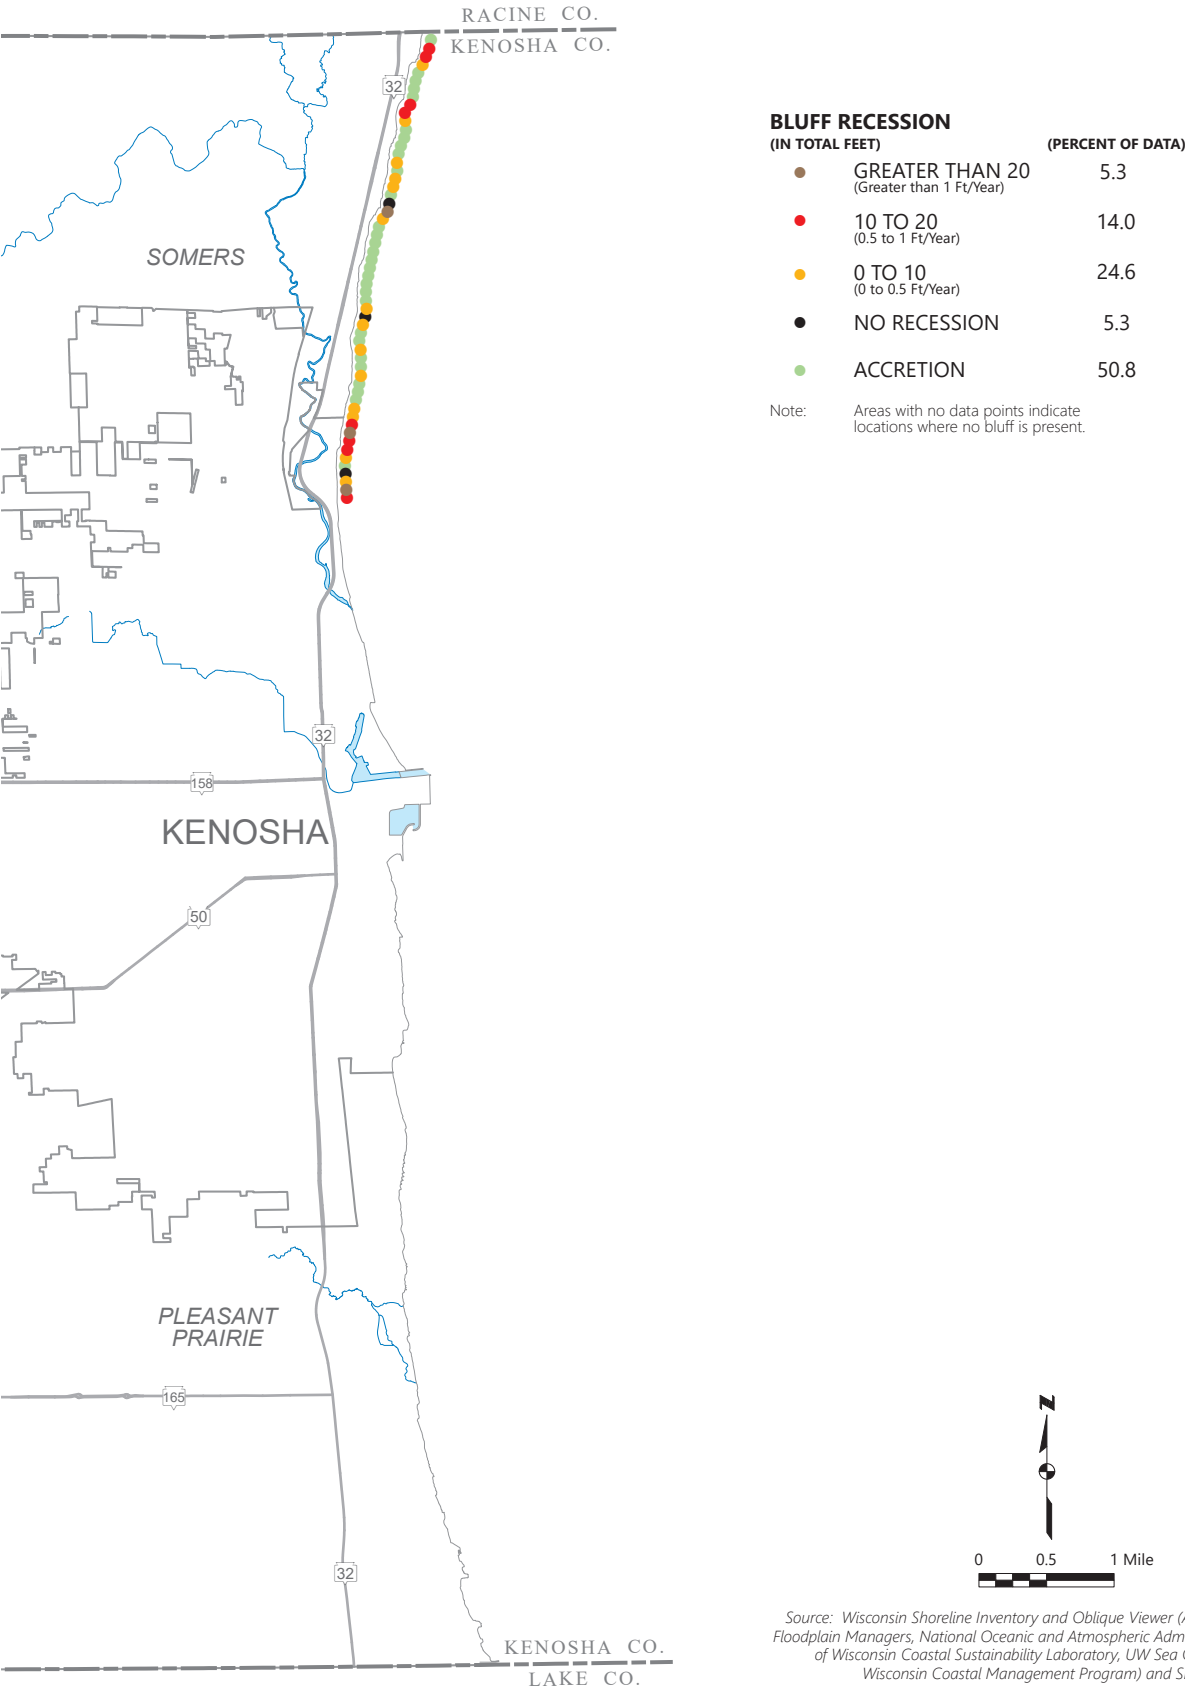 RACINE CO.
KENOSHA CO.
32
BLUFF RECESSION
(IN TOTAL FEET) (PERCENT OF DATA)
GREATER THAN 20 5.3
(Greater than 1 Ft/Year)
10 TO 20 14.0
(0.5 to 1 Ft/Year)
0 TO 10 24.6
(0 to 0.5 Ft/Year)
NO RECESSION 5.3
ACCRETION 50.8
Note: Areas with no data points indicate
locations where no bluff is present.
SOMERS
32
158
KENOSHA
50
PLEASANT
PRAIRIE
165
32
N
0 0.5 1 Mile
Source: Wisconsin Shoreline Inventory and Oblique Viewer (
Floodplain Managers, National Oceanic and Atmospheric Adm
of Wisconsin Coastal Sustainability Laboratory, UW Sea
Wisconsin Coastal Management Program) and
KENOSHA CO.
LAKE CO.